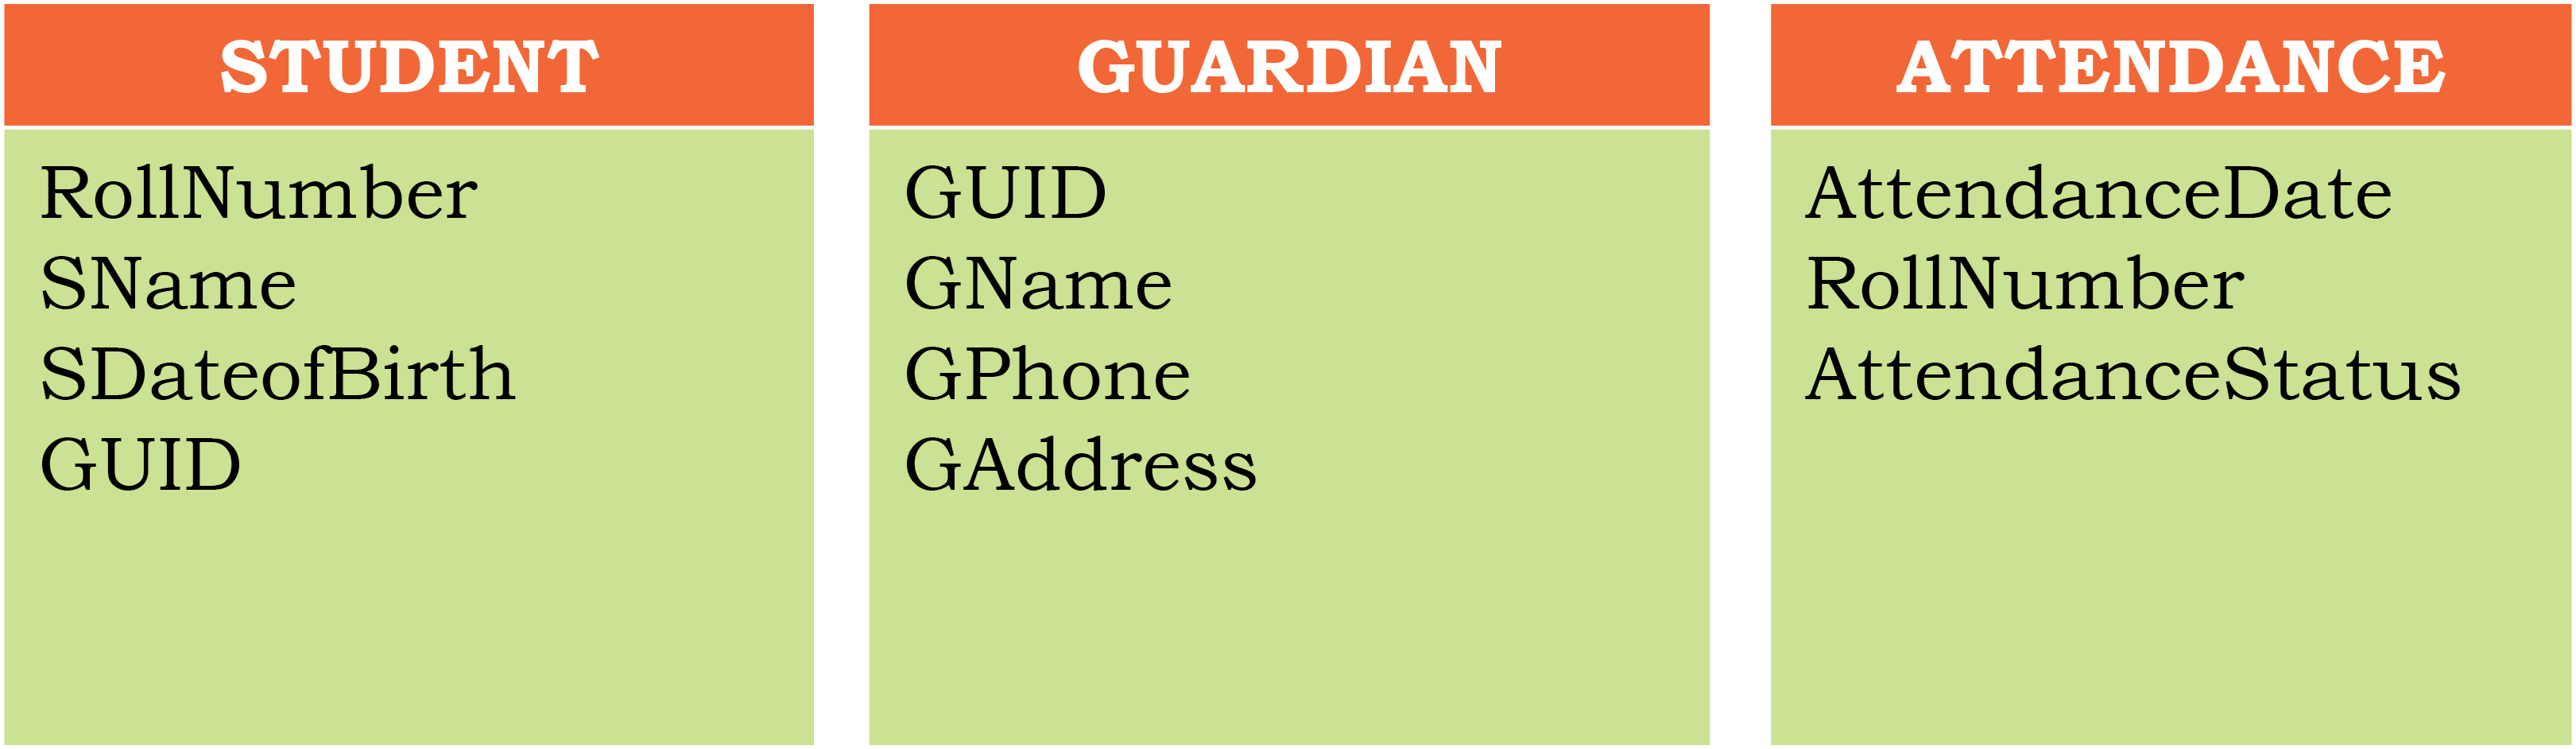 STUDENT
RollNumber
SName
SDateofBirth
GUID
GUARDIAN
GUID
GName
GPhone
GAddress
ATTENDANCE
AttendanceDate
RollNumber
AttendanceStatus